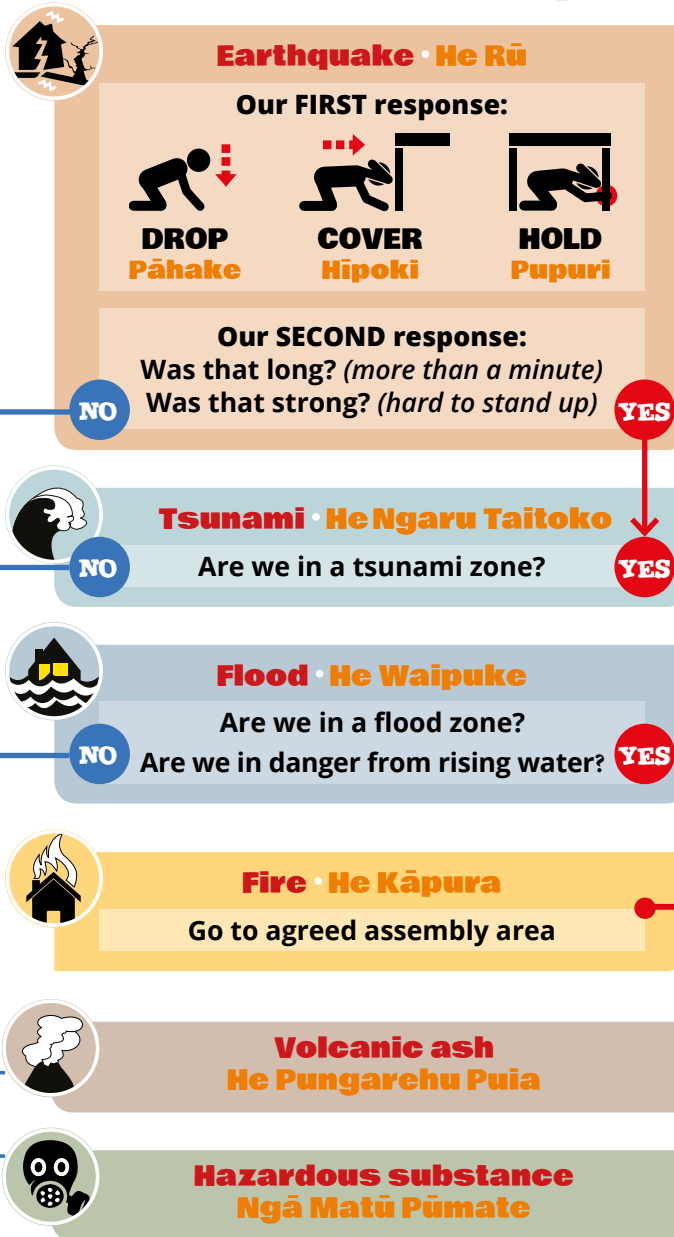 Earthquake • He Rū
Our FIRST response:
DROP COVER HOLD
Pāhake Hīpoki Pupuri
Our SECOND response:
Was that long? (more than a minute)
NO Was that strong? (hard to stand up) YES
Tsunami • He Ngaru Taitoko
NO Are we in a tsunami zone? YES
Flood • He Waipuke
Are we in a flood zone?
NO Are we in danger from rising water? YES
Fire • He Kāpura
Go to agreed assembly area
Volcanic ash
He Pungarehu Puia
Hazardous substance
Ngā Matū Pūmate